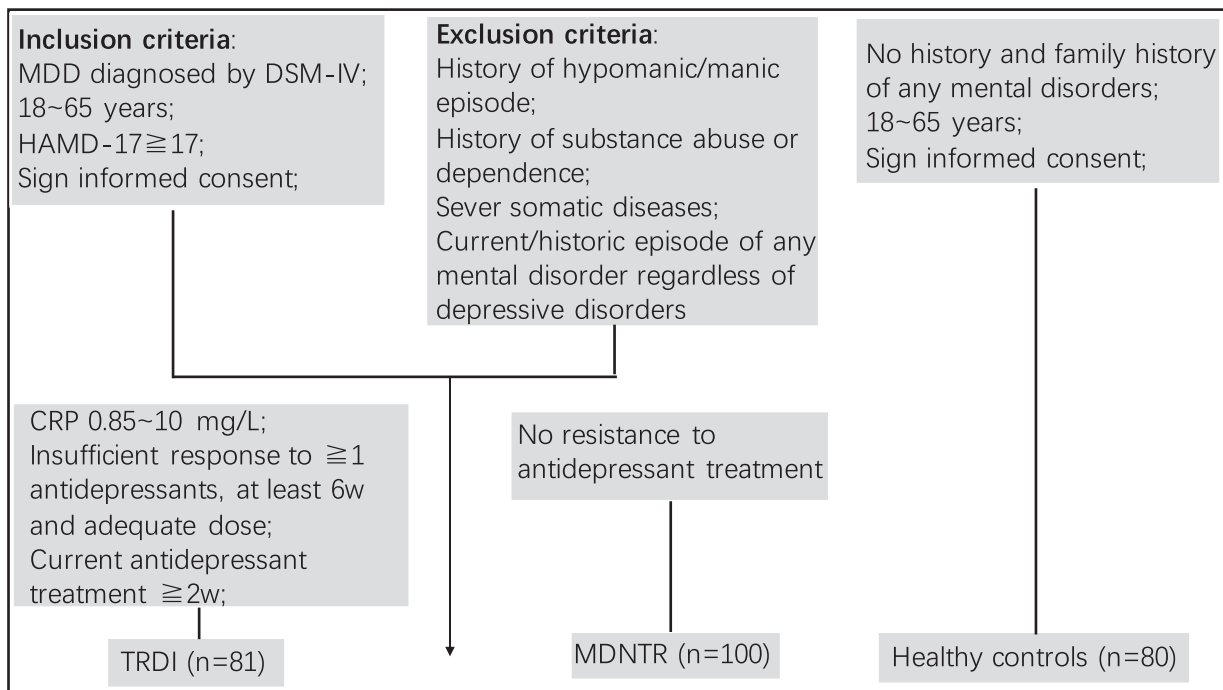 Inclusion criteria:
MDD diagnosed by DSM-IV;
18~65 years;
HAMD-17≧17;
Sign informed consent;
Exclusion criteria:
History of hypomanic/manic
episode;
History of substance abuse or
dependence;
Sever somatic diseases;
Current/historic episode of any
mental disorder regardless of
depressive disorders
No history and family history
of any mental disorders;
18~65 years;
Sign informed consent;
CRP 0.85~10 mg/L;
Insufficient response to ≧1
antidepressants, at least 6w
and adequate dose;
Current antidepressant
treatment ≧2w;
No resistance to
antidepressant treatment
TRDI (n=81)
MDNTR (n=100)
Healthy controls (n=80)